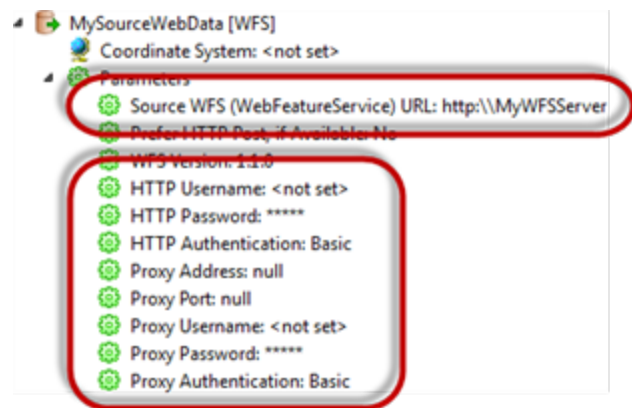 MySourceWebData [WFS]
Coordinate System: <not set>
Parameters
Source WFS (WebFeatureService) URL: http:\\MyWFSServer
Prefer HTTP Post, if Available: No
WFS Version: 1.1.0
HTTP Username: <not set>
HTTP Password: *****
HTTP Authentication: Basic
Proxy Address: null
Proxy Port: null
Proxy Username: <not set>
Proxy Password: *****
Proxy Authentication: Basic